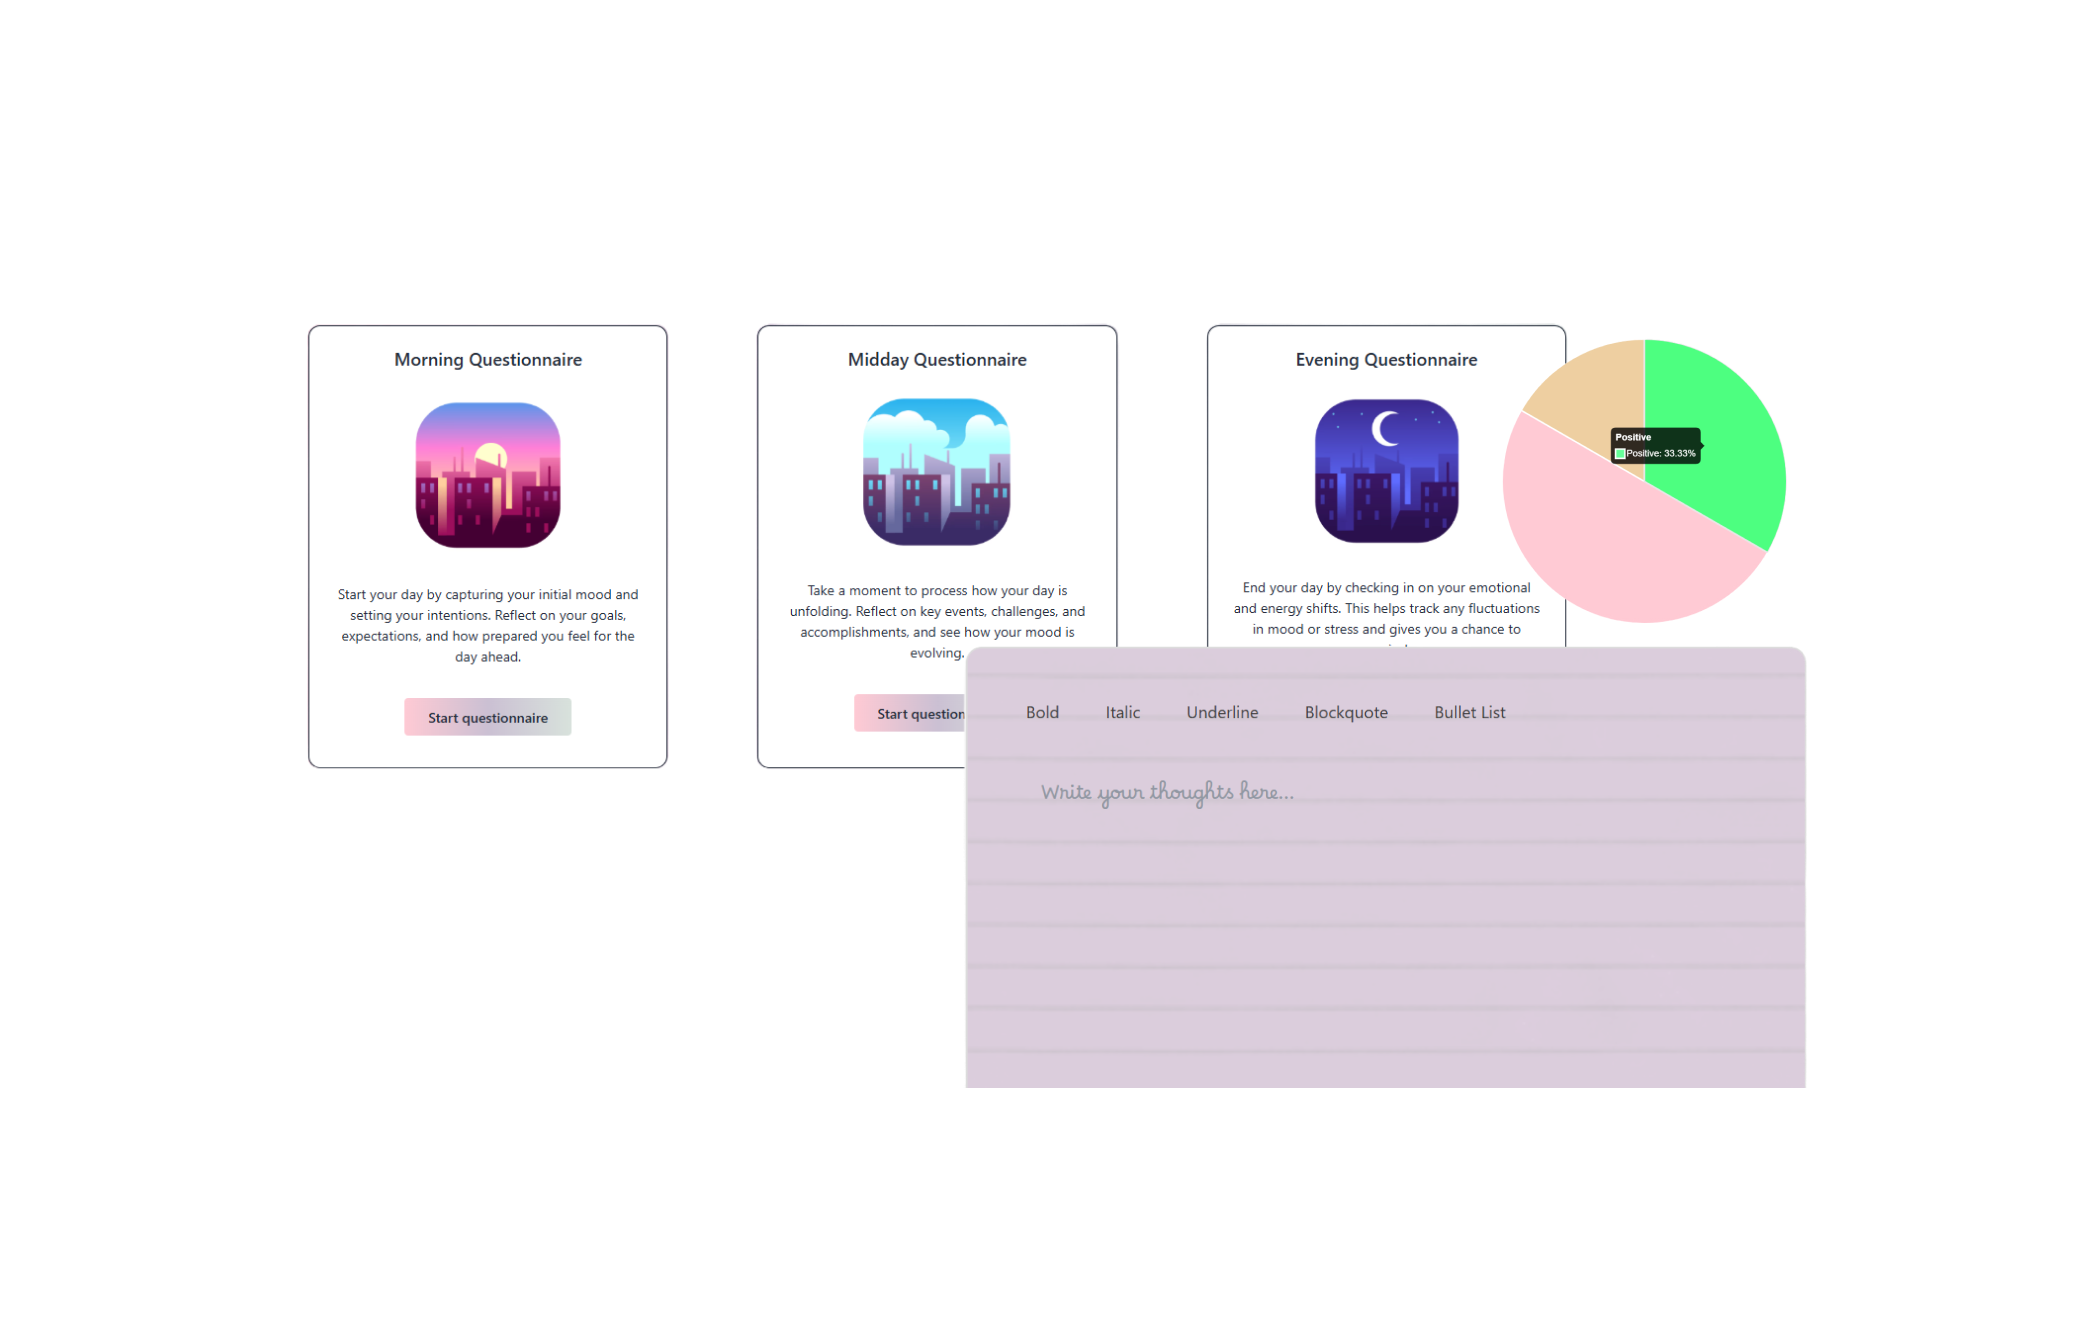 Morning Questionnaire
Start your day by capturing your initial mood and
setting your intentions. Reflect on your goals,
expectations, and how prepared you feel for the
day ahead.
Start questionnaire
Midday Questionnaire
Take a moment to process how your day is
unfolding. Reflect on key events, challenges, and
accomplishments, and see how your mood is
evolving.
Start question
Evening Questionnaire
End your day by checking in on your emotional
and energy shifts. This helps track any fluctuations
in mood or stress and gives you a chance to
Positive
Positive: 33.33%
Bold Italic Underline Blockquote Bullet List
Write your thoughts here...